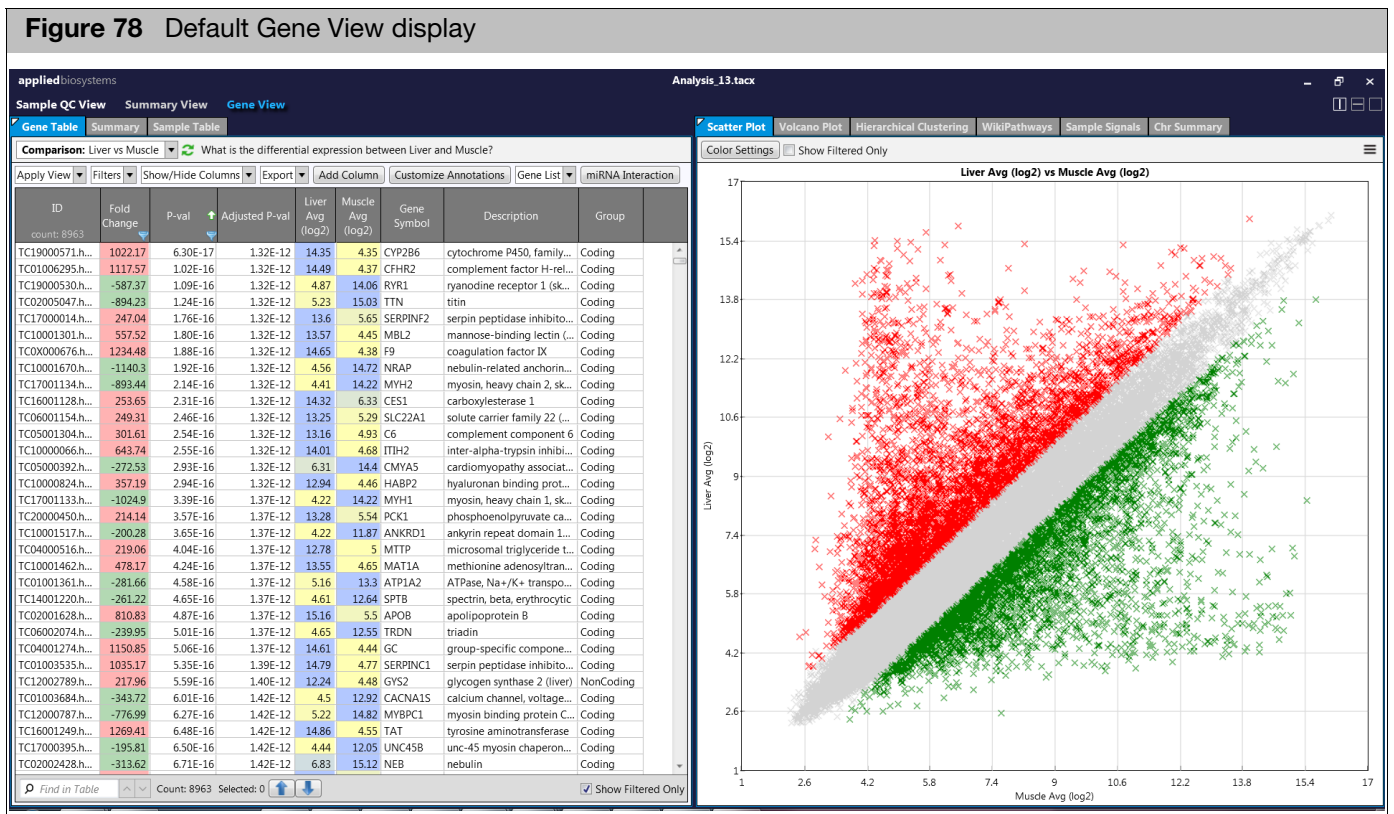 Figure 78 Default Gene View display
appliedbiosystems
Analysis_13.tacx
Sample QC View Summary View Gene View
Gene Table Summary Sample Table
Comparison: Liver vs Muscle What is the differential expression between Liver and Muscle?
Apply View Filters Show/Hide Columns Export Add Column Customize Annotations Gene List miRNA Interaction
ID count: 8963 Fold Change P-val Adjusted P-val Liver Avg (log2) Muscle Avg (log2) Gene Symbol Description Group
TC19000571.h... 1022.17 6.30E-17 1.32E-12 14.35 4.35 CYP2B6 cytochrome P450, family... Coding
TC01006295.h... 1117.57 1.02E-16 1.32E-12 14.49 4.37 CFHR2 complement factor H-rel... Coding
TC19000530.h... -587.37 1.09E-16 1.32E-12 4.87 14.06 RYR1 ryanodine receptor 1 (sk... Coding
TC02005047.h... -894.23 1.24E-16 1.32E-12 5.23 15.03 TTN titin Coding
TC17000014.h... 247.04 1.76E-16 1.32E-12 13.6 5.65 SERPINF2 serpin peptidase inhibito... Coding
TC10001301.h... 557.52 1.80E-16 1.32E-12 13.57 4.45 MBL2 mannose-binding lectin (... Coding
TC0X000676.h... 1234.48 1.88E-16 1.32E-12 14.65 4.38 F9 coagulation factor IX Coding
TC10001670.h... -1140.3 1.92E-16 1.32E-12 4.56 14.72 NRAP nebulin-related anchorin... Coding
TC17001134.h... -893.44 2.14E-16 1.32E-12 4.41 14.22 MYH2 myosin, heavy chain 2, sk... Coding
TC16001128.h... 253.65 2.31E-16 1.32E-12 14.32 6.33 CES1 carboxylesterase 1 Coding
TC06001154.h... 249.31 2.46E-16 1.32E-12 13.25 5.29 SLC22A1 solute carrier family 22 (... Coding
TC05001304.h... 301.61 2.54E-16 1.32E-12 13.16 4.93 C6 complement component 6 Coding
TC10000066.h... 643.74 2.55E-16 1.32E-12 14.01 4.68 ITIH2 inter-alpha-trypsin inhibi... Coding
TC05000392.h... -272.53 2.93E-16 1.32E-12 6.31 14.4 CMYA5 cardiomyopathy associat... Coding
TC10000824.h... 357.19 2.94E-16 1.32E-12 12.94 4.46 HABP2 hyaluronan binding prot... Coding
TC17001133.h... -1024.9 3.39E-16 1.37E-12 4.22 14.22 MYH1 myosin, heavy chain 1, sk... Coding
TC20000450.h... 214.14 3.57E-16 1.37E-12 13.28 5.54 PCK1 phosphoenolpyruvate ca... Coding
TC10001517.h... -200.28 3.65E-16 1.37E-12 4.22 11.87 ANKRD1 ankyrin repeat domain 1... Coding
TC04000516.h... 219.06 4.04E-16 1.37E-12 12.78 5 MTTP microsomal triglyceride t... Coding
TC10001462.h... 478.17 4.24E-16 1.37E-12 13.55 4.65 MAT1A methionine adenosyltran... Coding
TC01001361.h... -281.66 4.58E-16 1.37E-12 5.16 13.3 ATP1A2 ATPase, Na+/K+ transpo... Coding
TC14001220.h... -261.22 4.65E-16 1.37E-12 4.61 12.64 SPTB spectrin, beta, erythrocytic Coding
TC02001628.h... 810.83 4.87E-16 1.37E-12 15.16 5.5 APOB apolipoprotein B Coding
TC06002074.h... -239.95 5.01E-16 1.37E-12 4.65 12.55 TRDN triadin Coding
TC04001274.h... 1150.85 5.06E-16 1.37E-12 14.61 4.44 GC group-specific compone... Coding
TC01003535.h... 1035.17 5.35E-16 1.39E-12 14.79 4.77 SERPINC1 serpin peptidase inhibito... Coding
TC12002789.h... 217.96 5.59E-16 1.40E-12 12.24 4.48 GYS2 glycogen synthase 2 (liver) NonCoding
TC01003684.h... -343.72 6.01E-16 1.42E-12 4.5 12.92 CACNA1S calcium channel, voltage... Coding
TC12000787.h... -776.99 6.27E-16 1.42E-12 5.22 14.82 MYBPC1 myosin binding protein C... Coding
TC16001249.h... 1269.41 6.48E-16 1.42E-12 14.86 4.55 TAT tyrosine aminotransferase Coding
TC17000395.h... -195.81 6.50E-16 1.42E-12 4.44 12.05 UNC45B unc-45 myosin chaperon... Coding
TC02002428.h... -313.62 6.71E-16 1.42E-12 6.83 15.12 NEB nebulin Coding
Find in Table Count: 8963 Selected: 0 Show Filtered Only
Scatter Plot Volcano Plot Hierarchical Clustering WikiPathways Sample Signals Chr Summary
Color Settings Show Filtered Only
Liver Avg (log2) vs Muscle Avg (log2)
17
15.4
13.8
12.2
10.6
9
7.4
5.8
4.2
2.6
1
Liver Avg (log2)
1 2.6 4.2 5.8 7.4 9 10.6 12.2 13.8 15.4 17
Muscle Avg (log2)